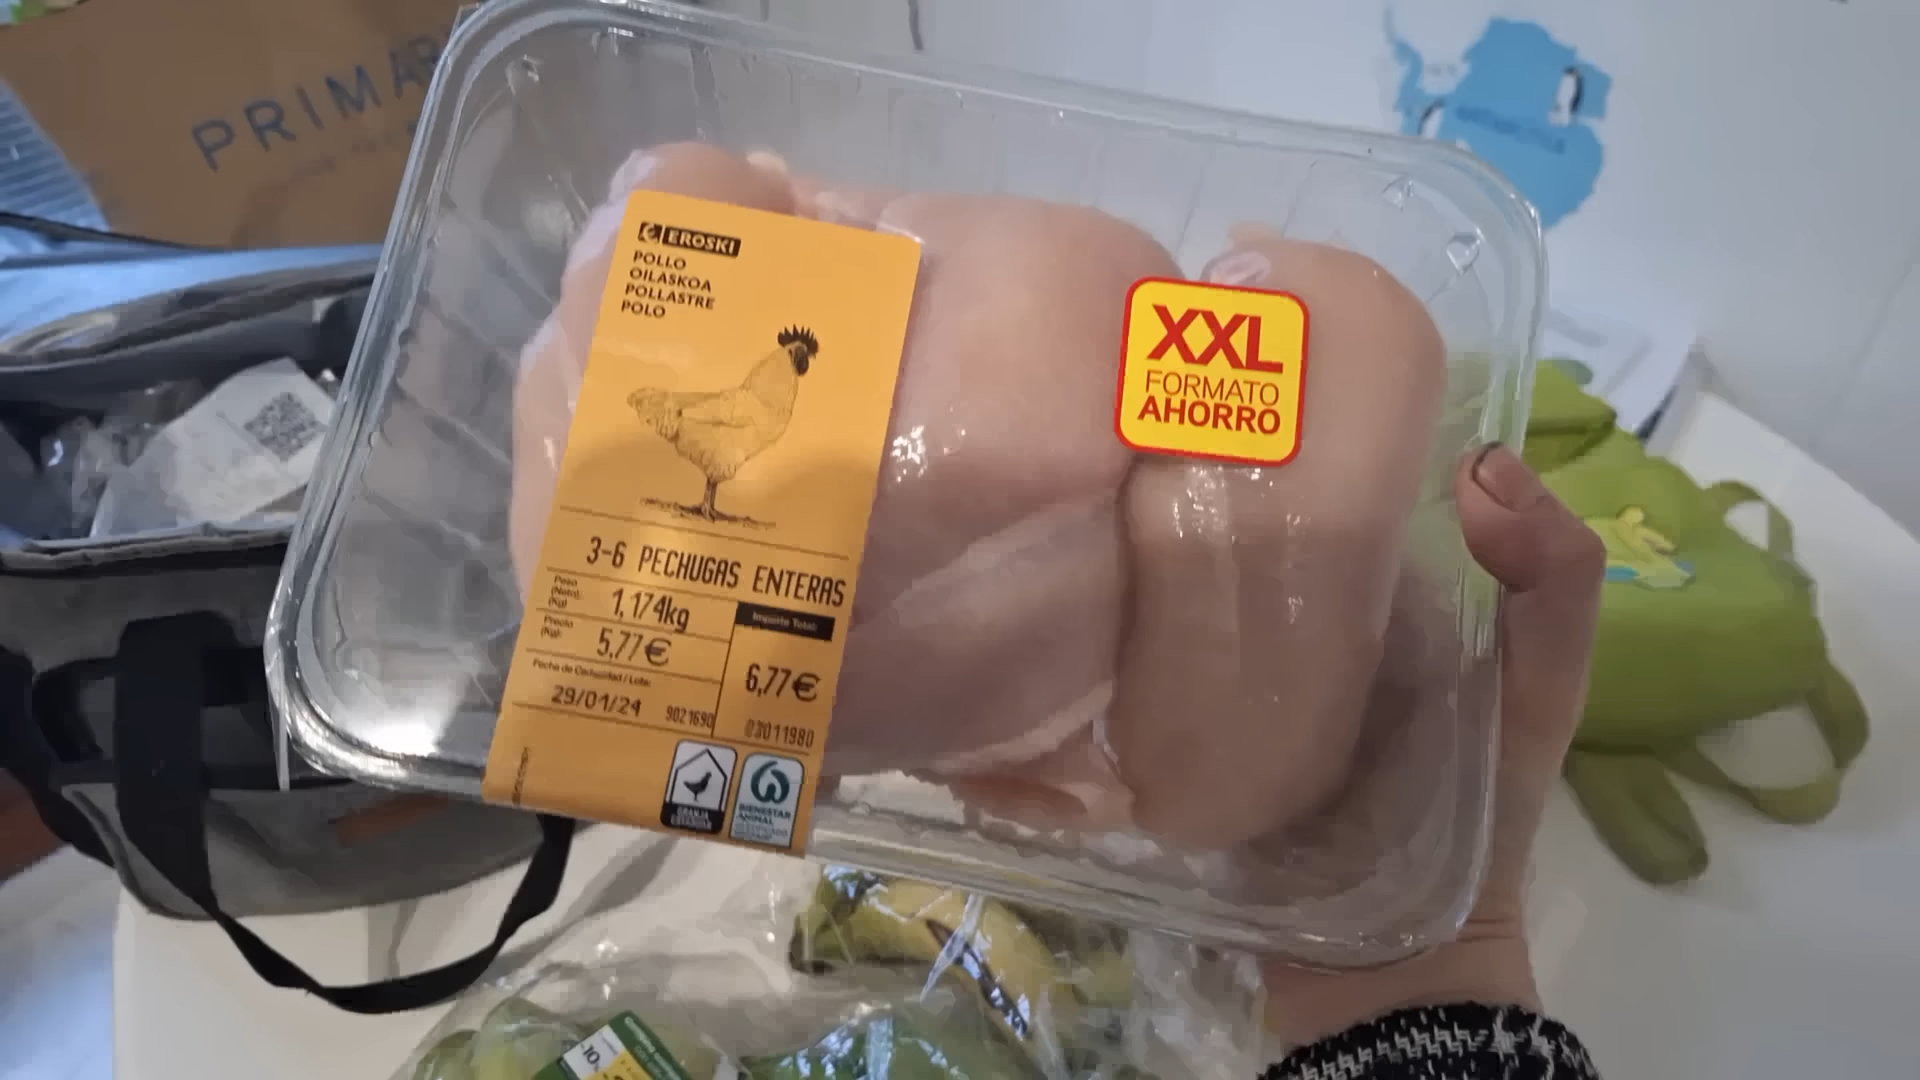 PRIMAR
EROSKI
POLLO
OILASKOA
POLLASTRE
POLO
XXL
FORMATO
AHORRO
3-6 PECHUGAS ENTERAS
Peso
(Neto):
(Kg)
1,174kg
Importe Total:
Precio
(Kg):
5,77€
6,77€
Fecha de Caducidad / Lote:
29/01/24
9021690
03011980
GRANJA
BIENESTAR
ANIMAL
-10%